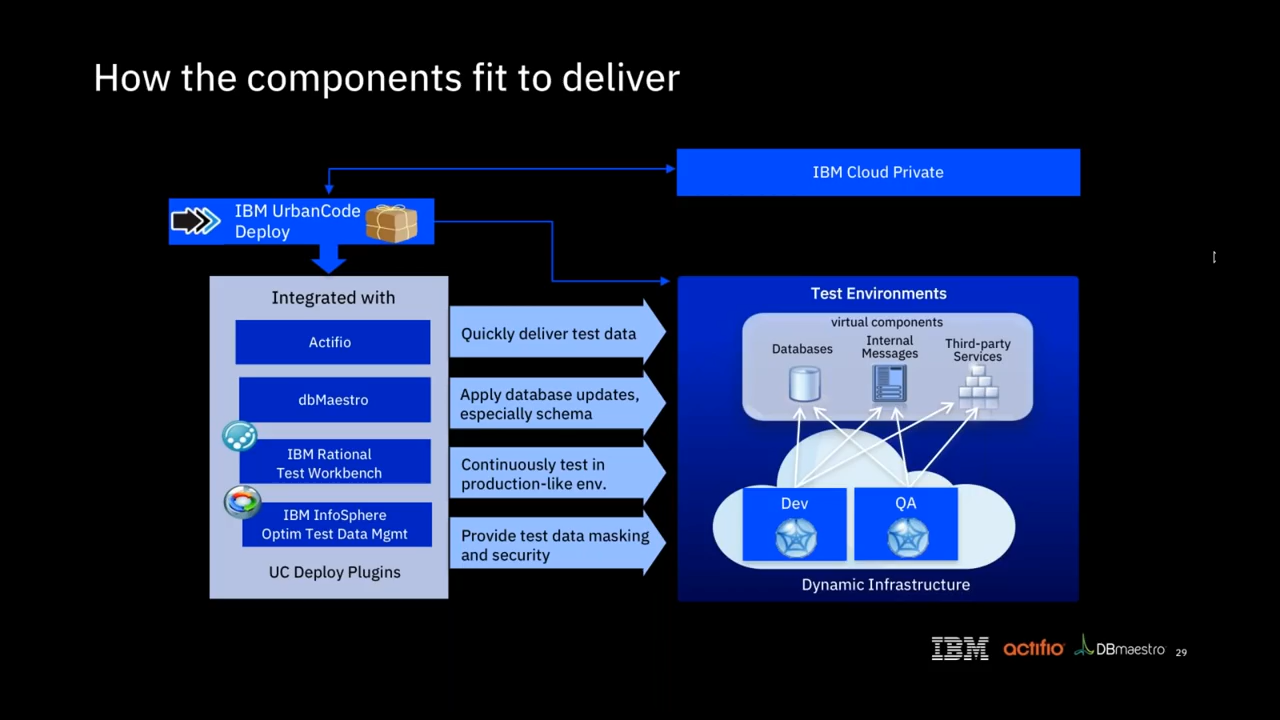 How the components fit to deliver
IBM Cloud Private
IBM UrbanCode
Deploy
Integrated with
Actifio
dbMaestro
IBM Rational
Test Workbench
IBM InfoSphere
Optim Test Data Mgmt
UC Deploy Plugins
Quickly deliver test data
Apply database updates,
especially schema
Continuously test in
production-like env.
Provide test data masking
and security
Test Environments
virtual components
Databases
Internal
Messages
Third-party
Services
Dev
QA
Dynamic Infrastructure
IBM
actifio
DBmaestro
29